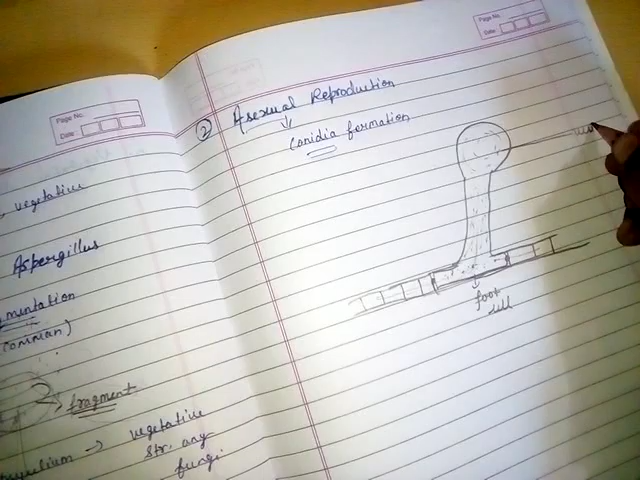 Page No.
Date
vegetative
Aspergillus
mentation
Common)
fragment
→ vegetative
str. any
fungi
Page No.
Date
② Asexual Reproduction
↓
Conidia formation
foot
cell